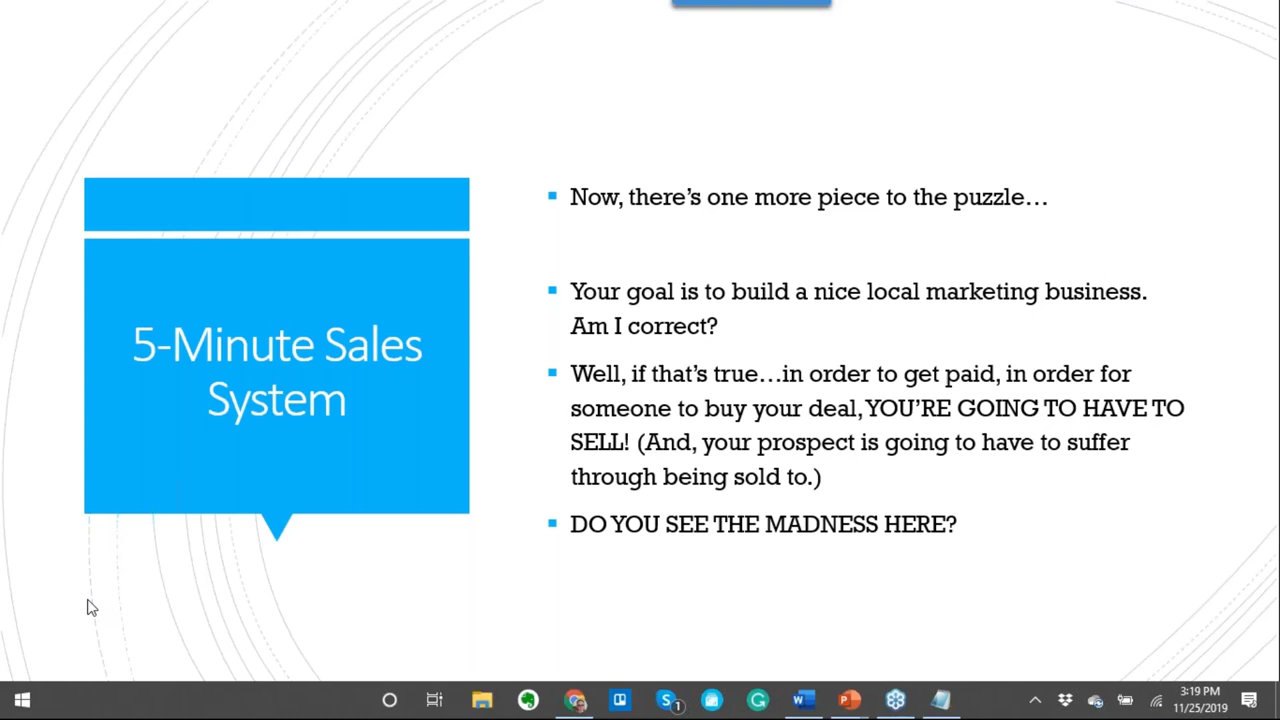 5-Minute Sales
System
Now, there’s one more piece to the puzzle…
Your goal is to build a nice local marketing business.
Am I correct?
Well, if that’s true…in order to get paid, in order for
someone to buy your deal, YOU’RE GOING TO HAVE TO
SELL! (And, your prospect is going to have to suffer
through being sold to.)
DO YOU SEE THE MADNESS HERE?
S
1
G
W
P
3:19 PM
11/25/2019